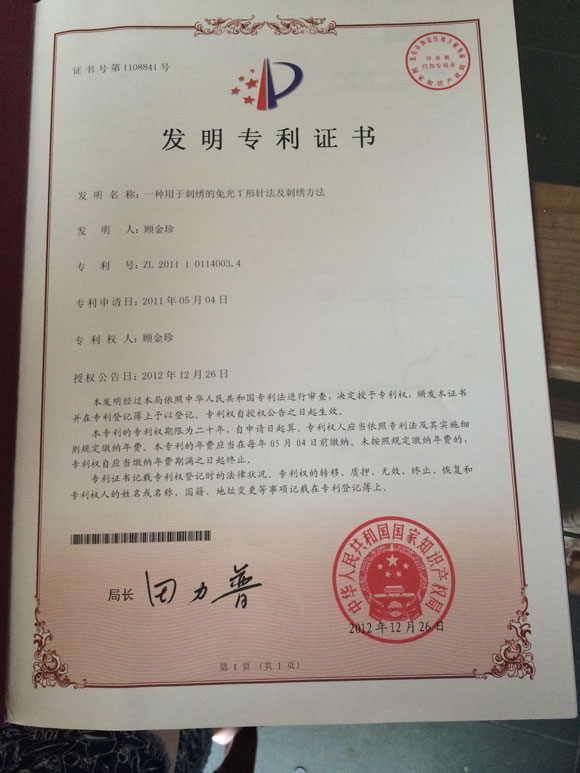 证书号第1108841号
发明专利证书
发明名称：一种用于刺绣的免光T形针法及刺绣方法
发明人：顾金珍
专利号：ZL 2011 1 0114003.4
专利申请日：2011年05月04日
专利权人：顾金珍
授权公告日：2012年12月26日
本发明经过本局依照中华人民共和国专利法进行审查，决定授予专利权，颁发本证书
并在专利登记簿上予以登记。专利权自授权公告之日起生效。
本专利的专利权期限为二十年，自申请日起算。专利权人应当依照专利法及其实施细
则规定缴纳年费。本专利的年费应当在每年05月04日前缴纳。未按照规定缴纳年费的，
专利权自应当缴纳年费期满之日起终止。
专利证书记载专利权登记时的法律状况。专利权的转移、质押、无效、终止、恢复和
专利权人的姓名或名称、国籍、地址变更等事项记载在专利登记簿上。
局长
田力普
中华人民共和国国家知识产权局
2012年12月26日
第1页（共1页）